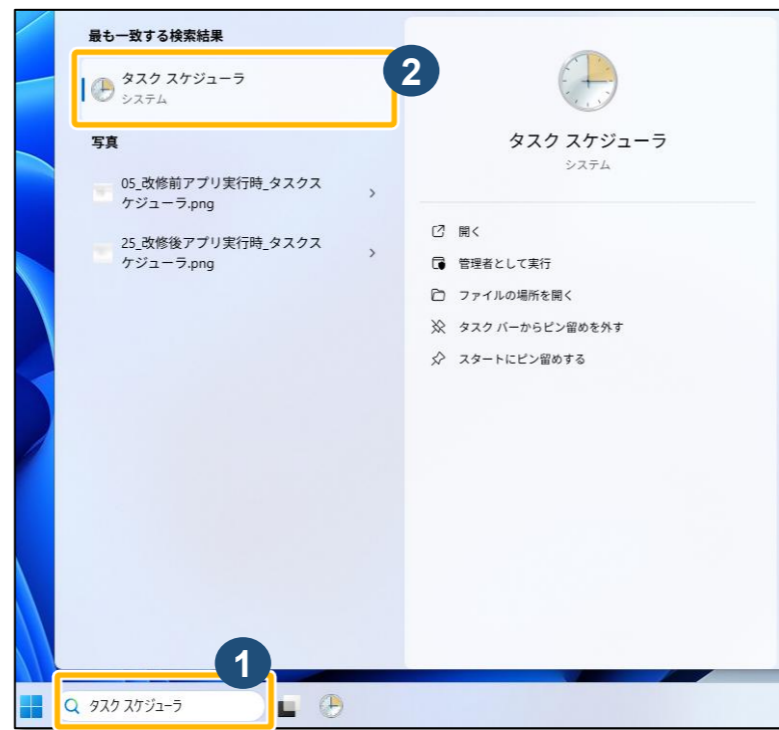 最も一致する検索結果
2
タスク スケジューラ
システム
写真
05_改修前アプリ実行時_タスクス
ケジューラ.png
25_改修後アプリ実行時_タスクス
ケジューラ.png
タスク スケジューラ
システム
開く
管理者として実行
ファイルの場所を開く
タスク バーからピン留めを外す
スタートにピン留めする
1
タスク スケジューラ